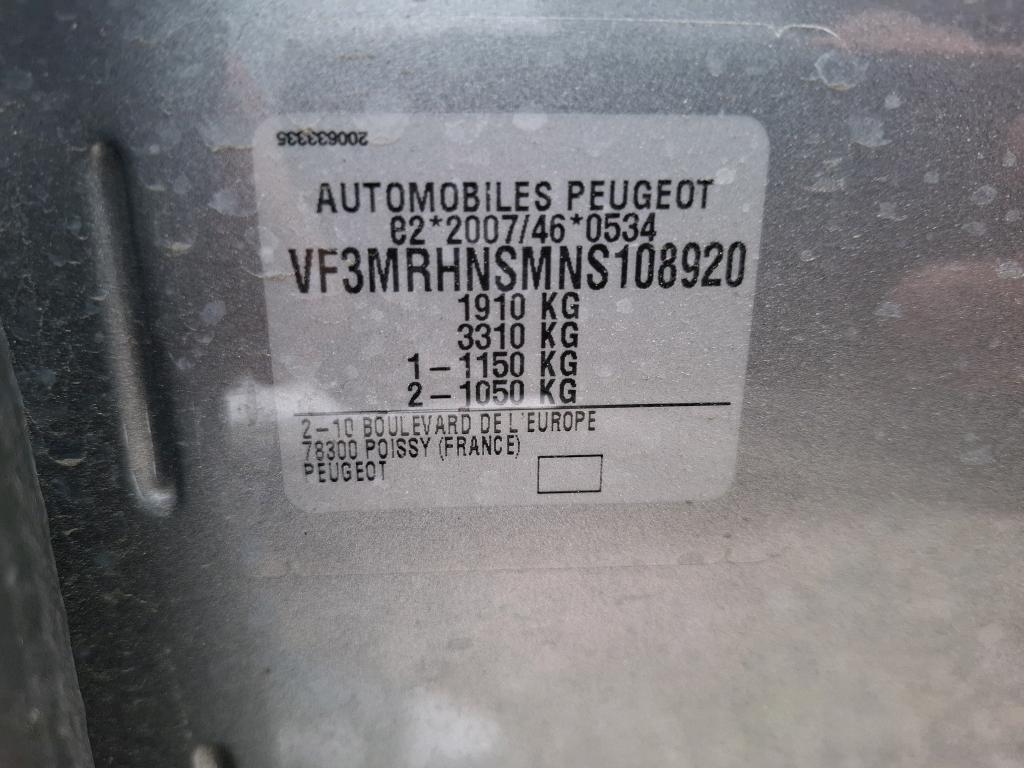 200633335
AUTOMOBILES PEUGEOT
e2*2007/46*0534
VF3MRHNSMNS108920
1910 KG
3310 KG
1-1150 KG
2-1050 KG
2-10 BOULEVARD DE L'EUROPE
78300 POISSY (FRANCE)
PEUGEOT